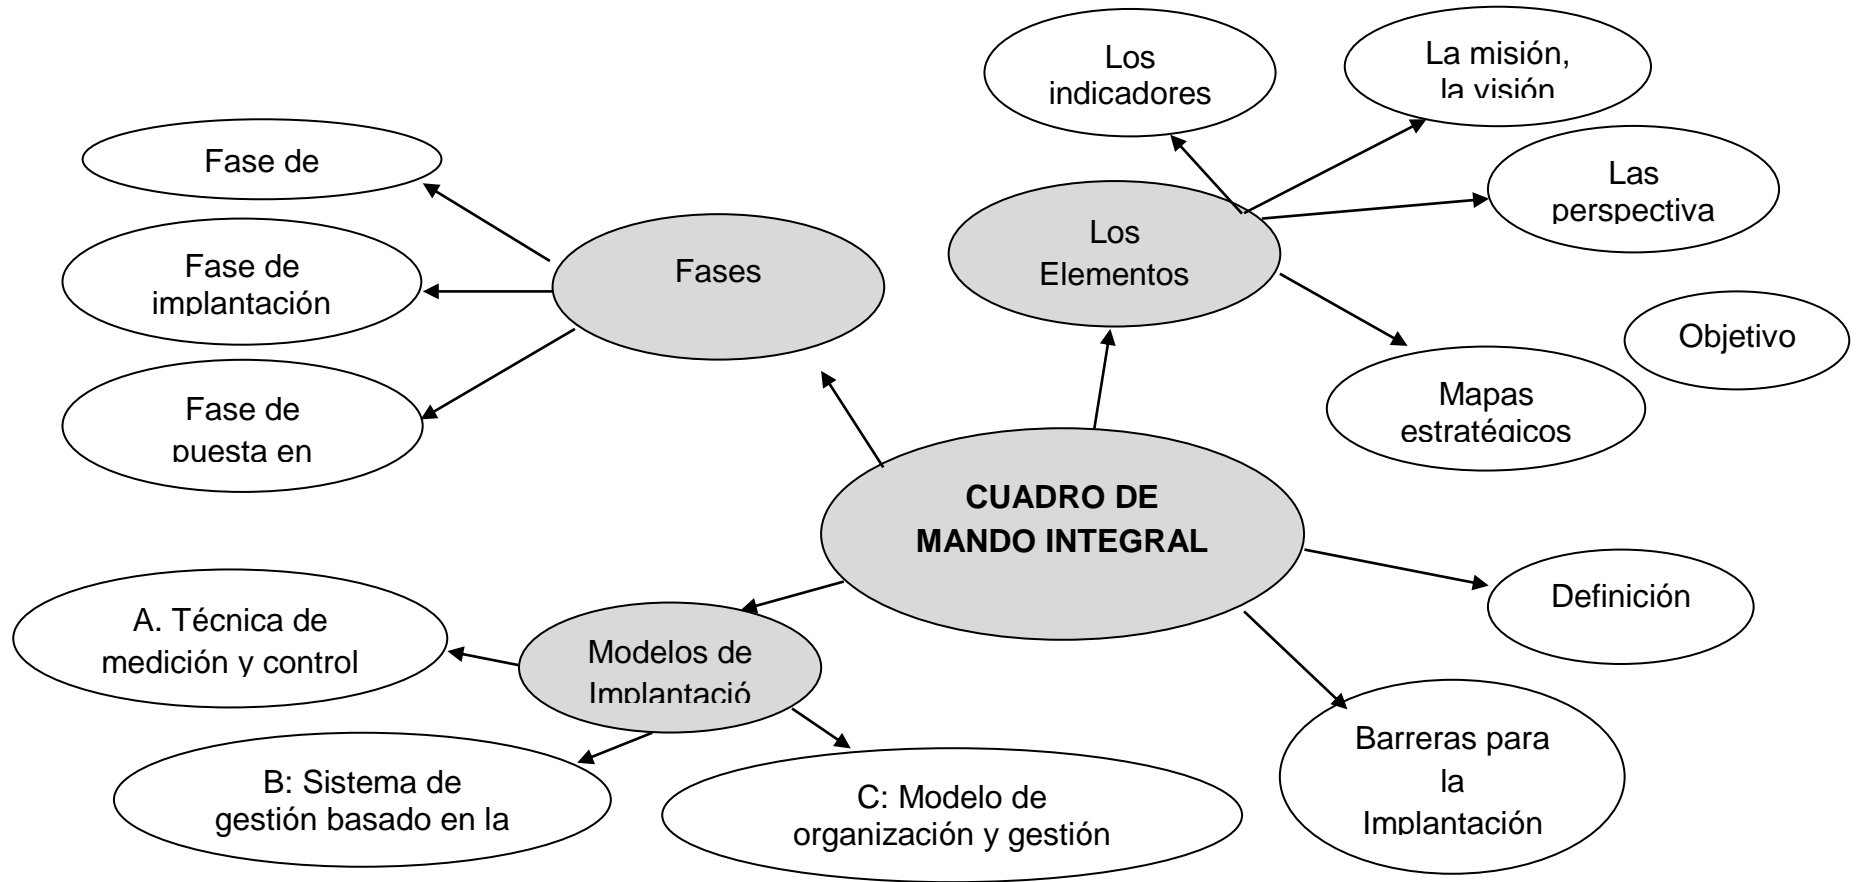 Los
indicadores
La misión,
la visión
Fase de
Las
perspectiva
Los
Elementos
Fases
Fase de
implantación
Objetivo
Fase de
puesta en
Mapas
estratégicos
CUADRO DE
MANDO INTEGRAL
Definición
A. Técnica de
medición y control
Modelos de
Implantació
Barreras para
la
Implantación
B: Sistema de
gestión basado en la
C: Modelo de
organización y gestión